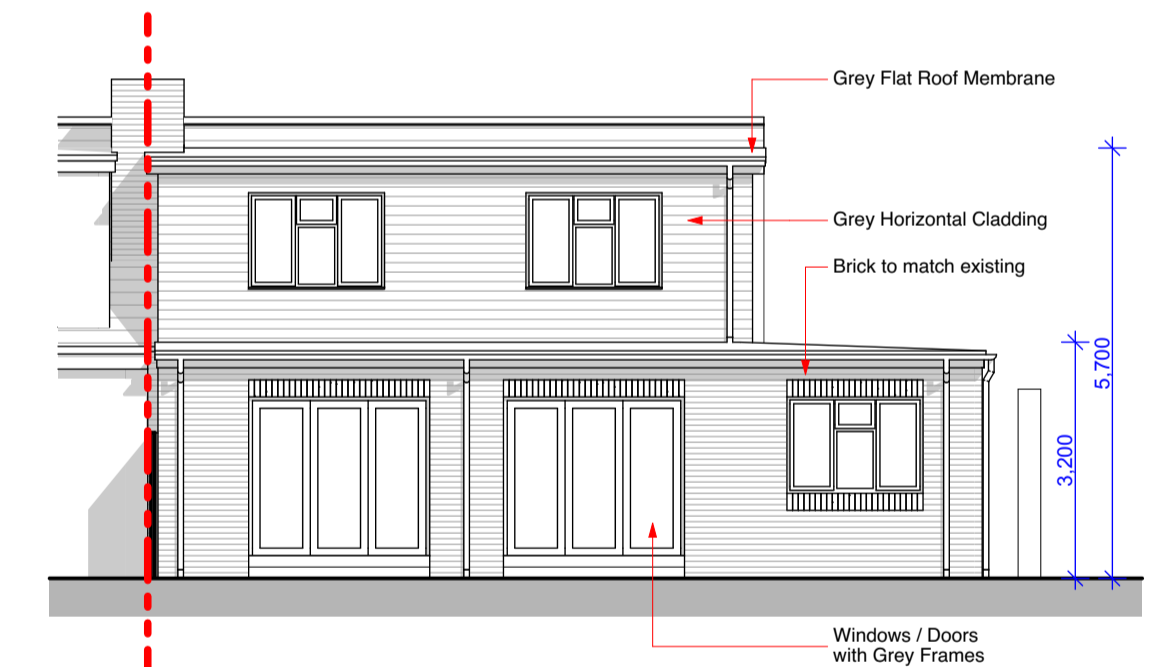 Grey Flat Roof Membrane
Grey Horizontal Cladding
Brick to match existing
5,700
3,200
Windows / Doors
with Grey Frames